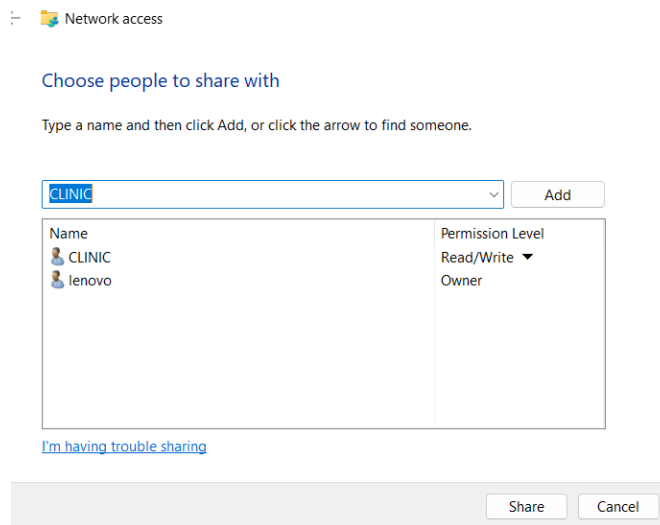 Network access
Choose people to share with
Type a name and then click Add, or click the arrow to find someone.
CLINIC Add
Name Permission Level
CLINIC Read/Write
lenovo Owner
I'm having trouble sharing
Share Cancel